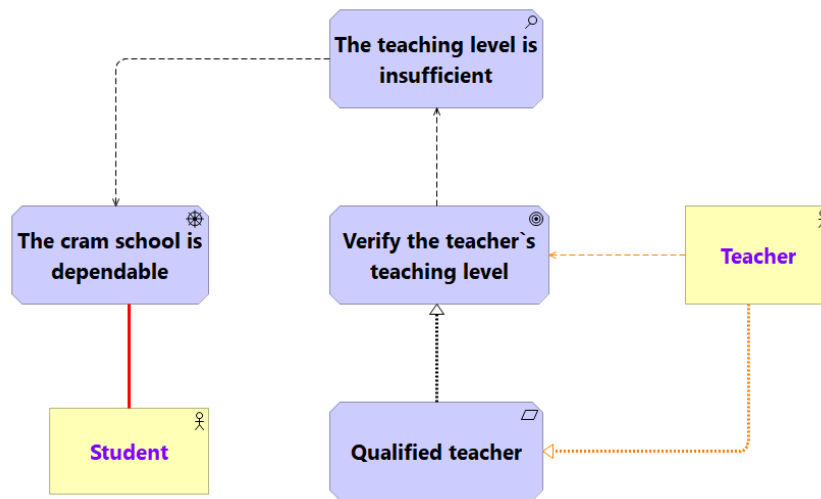 The teaching level is
insufficient
The cram school is
dependable
Verify the teacher`s
teaching level
Teacher
Student
Qualified teacher